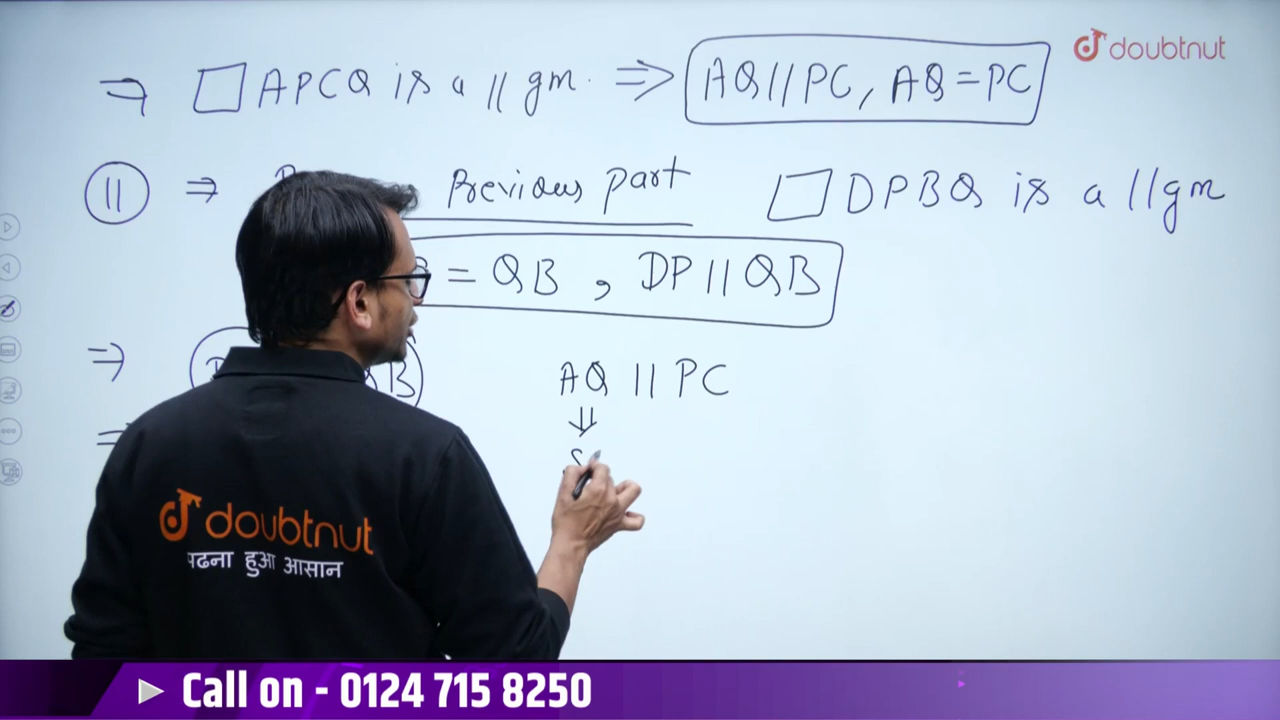 doubtnut
⇒ □ APCQ is a || gm. ⇒ AQ || PC, AQ = PC
11 ⇒ Previous part □ DPBQ is a ||gm
= QB , DP || QB
⇒ B
AQ || PC
⇓
⇒ S
doubtnut
पढना हुआ आसान
Call on - 0124 715 8250